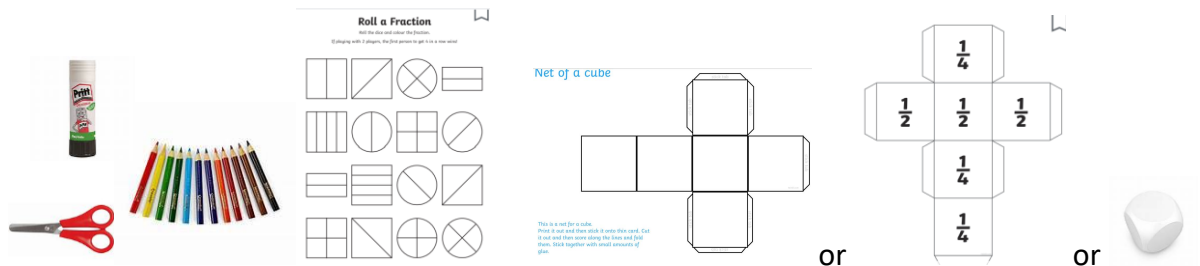 Pritt
Roll a Fraction
Roll the dice and colour the fraction.
If playing with 2 players, the first person to get 4 in a row wins!
Net of a cube
This is a net for a cube.
Print it out and then stick it onto thin card. Cut
it out and then score along the lines and fold
them. Stick together with small amounts of
glue.
or
1/4
1/2 1/2 1/2
1/4
1/4
or